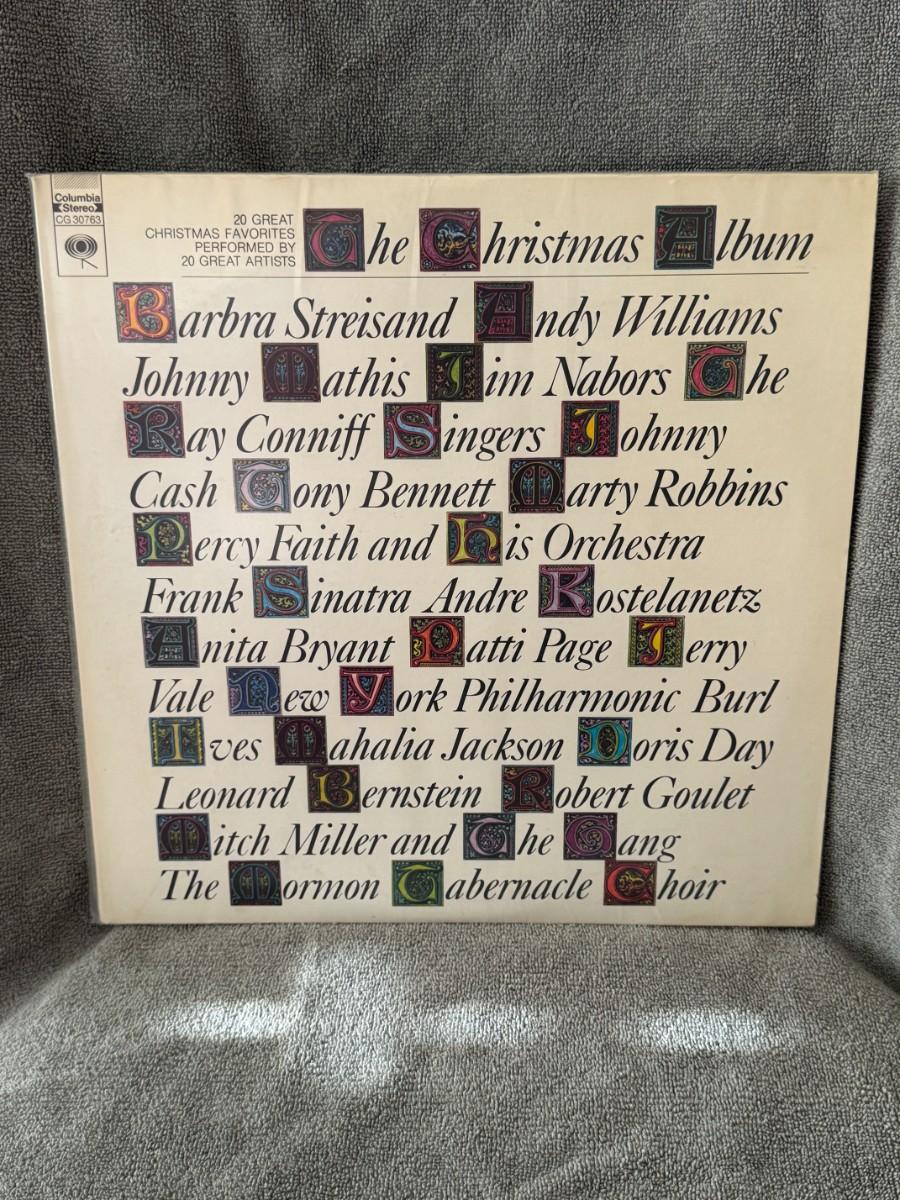 Columbia
Stereo
CG 30763
20 GREAT
CHRISTMAS FAVORITES
PERFORMED BY
20 GREAT ARTISTS
The Christmas Album
Barbra Streisand Andy Williams
Johnny Mathis Jim Nabors The
Ray Conniff Singers Johnny
Cash Tony Bennett Marty Robbins
Percy Faith and his Orchestra
Frank Sinatra Andre Kostelanetz
Anita Bryant Patti Page Jerry
Vale New York Philharmonic Burl
Ives Mahalia Jackson Doris Day
Leonard Bernstein Robert Goulet
Mitch Miller and The Gang
The Mormon Tabernacle Choir